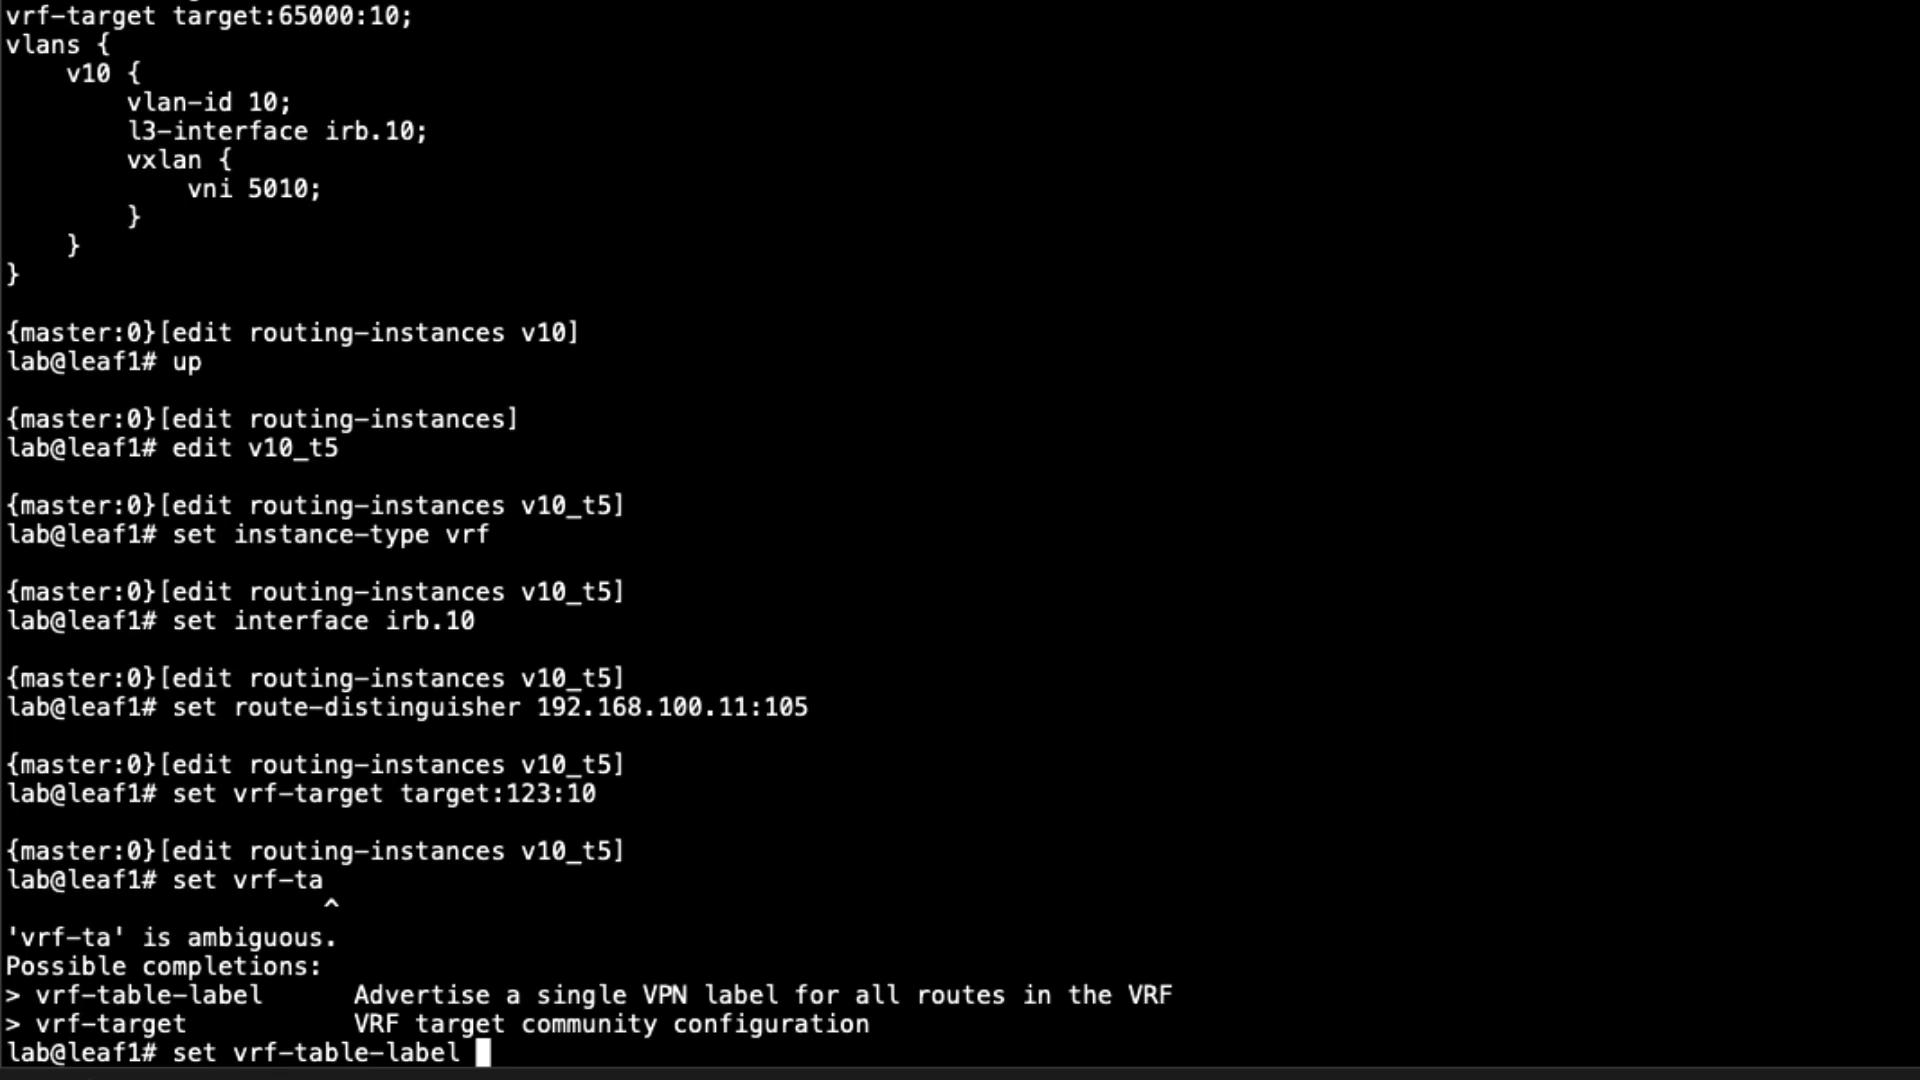 vrf-target target:65000:10;
vlans {
    v10 {
        vlan-id 10;
        l3-interface irb.10;
        vxlan {
            vni 5010;
        }
    }
}

{master:0}[edit routing-instances v10]
lab@leaf1# up

{master:0}[edit routing-instances]
lab@leaf1# edit v10_t5

{master:0}[edit routing-instances v10_t5]
lab@leaf1# set instance-type vrf

{master:0}[edit routing-instances v10_t5]
lab@leaf1# set interface irb.10

{master:0}[edit routing-instances v10_t5]
lab@leaf1# set route-distinguisher 192.168.100.11:105

{master:0}[edit routing-instances v10_t5]
lab@leaf1# set vrf-target target:123:10

{master:0}[edit routing-instances v10_t5]
lab@leaf1# set vrf-ta
                     ^
'vrf-ta' is ambiguous.
Possible completions:
> vrf-table-label      Advertise a single VPN label for all routes in the VRF
> vrf-target           VRF target community configuration
lab@leaf1# set vrf-table-label